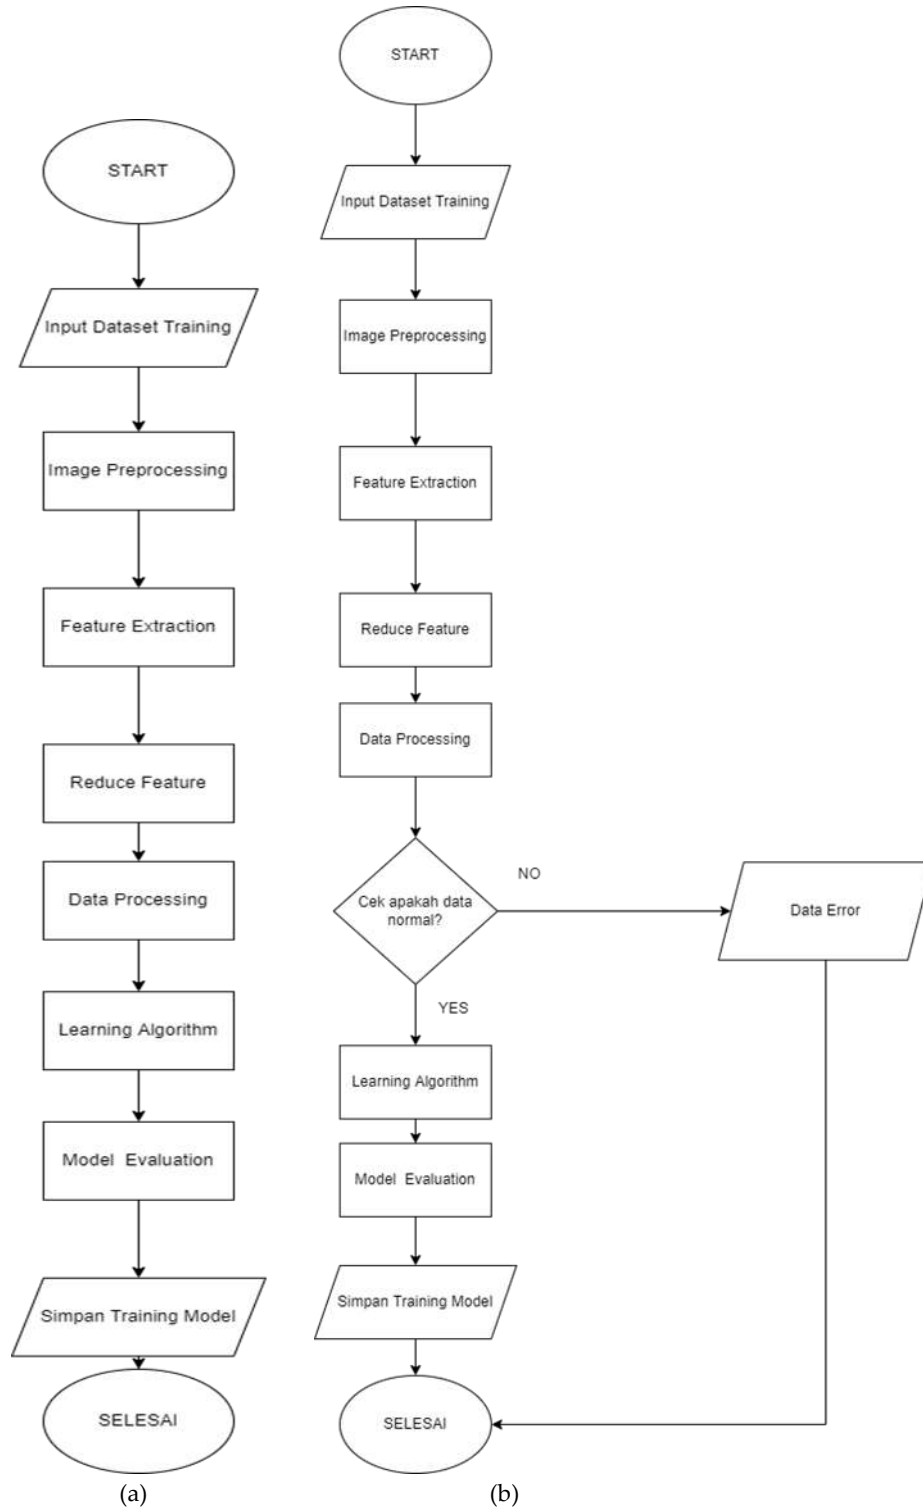 START
Input Dataset Training
Image Preprocessing
Feature Extraction
Reduce Feature
Data Processing
Learning Algorithm
Model Evaluation
Simpan Training Model
SELESAI
(a)
START
Input Dataset Training
Image Preprocessing
Feature Extraction
Reduce Feature
Data Processing
Cek apakah data
normal?
NO
Data Error
YES
Learning Algorithm
Model Evaluation
Simpan Training Model
SELESAI
(b)